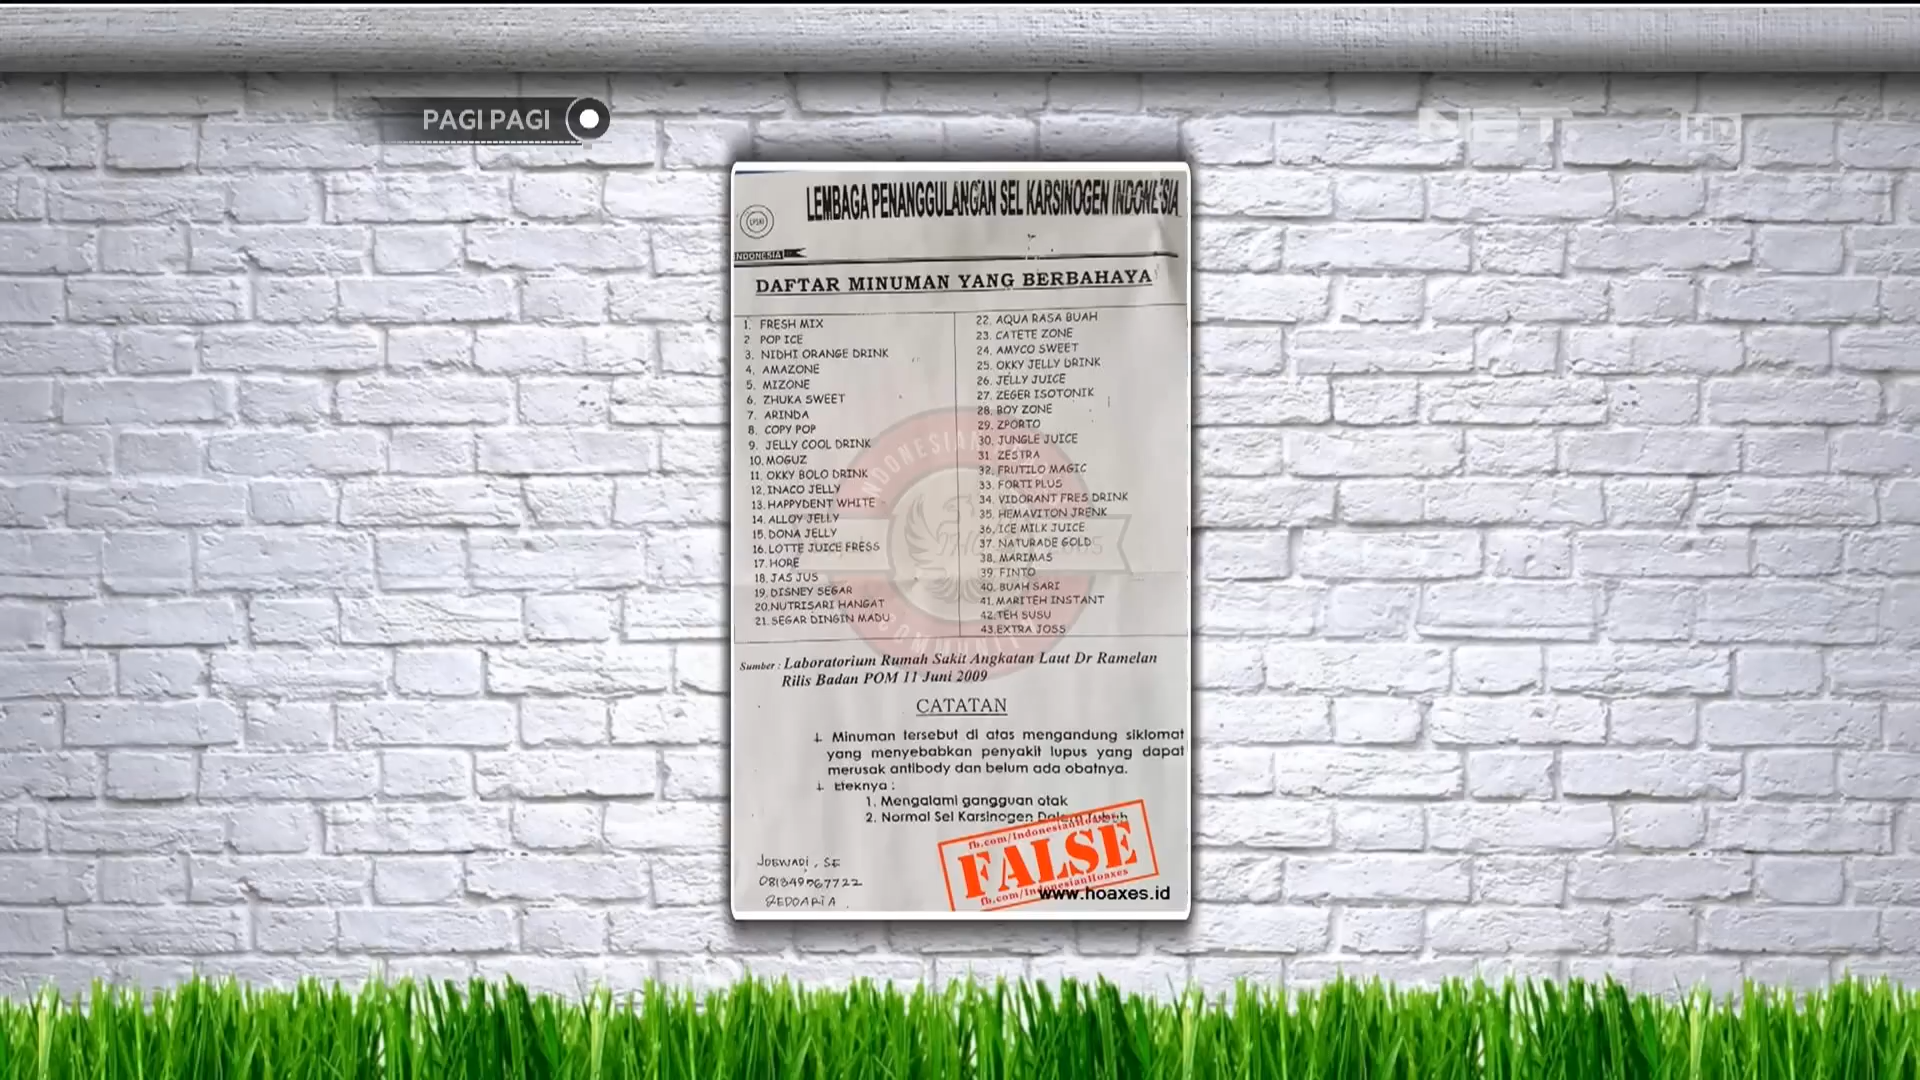 PAGI PAGI
NET.
HD
LEMBAGA PENANGGULANGAN SEL KARSINOGEN INDONESIA
INDONESIA
DAFTAR MINUMAN YANG BERBAHAYA
1. FRESH MIX
2 POP ICE
3. NIDHI ORANGE DRINK
4. AMAZONE
5. MIZONE
6. ZHUKA SWEET
7. ARINDA
8. COPY POP
9. JELLY COOL DRINK
10. MOGUZ
11. OKKY BOLO DRINK
12. INACO JELLY
13. HAPPYDENT WHITE
14. ALLOY JELLY
15. DONA JELLY
16. LOTTE JUICE FRESS
17. HORE
18. JAS JUS
19. DISNEY SEGAR
20. NUTRISARI HANGAT
21. SEGAR DINGIN MADU
22. AQUA RASA BUAH
23. CATETE ZONE
24. AMYCO SWEET
25. OKKY JELLY DRINK
26. JELLY JUICE
27. ZEGER ISOTONIK
28. BOY ZONE
29. ZPORTO
30. JUNGLE JUICE
31. ZESTRA
32. FRUTILO MAGIC
33. FORTI PLUS
34. VIDORANT FRES DRINK
35. HEMAVITON JRENK
36. ICE MILK JUICE
37. NATURADE GOLD
38. MARIMAS
39. FINTO
40. BUAH SARI
41. MARITEH INSTANT
42. TEH SUSU
43. EXTRA JOSS
Sumber : Laboratorium Rumah Sakit Angkatan Laut Dr Ramelan
Rilis Badan POM 11 Juni 2009
CATATAN
Minuman tersebut di atas mengandung siklomat
yang menyebabkan penyakit lupus yang dapat
merusak antibody dan belum ada obatnya.
Efeknya :
1. Mengalami gangguan otak
2. Normal Sel Karsinogen Dalam Tubuh
JOEWADI, SE
fb.com/IndonesianHoaxes
FALSE
fb.com/IndonesianHoaxes
www.hoaxes.id